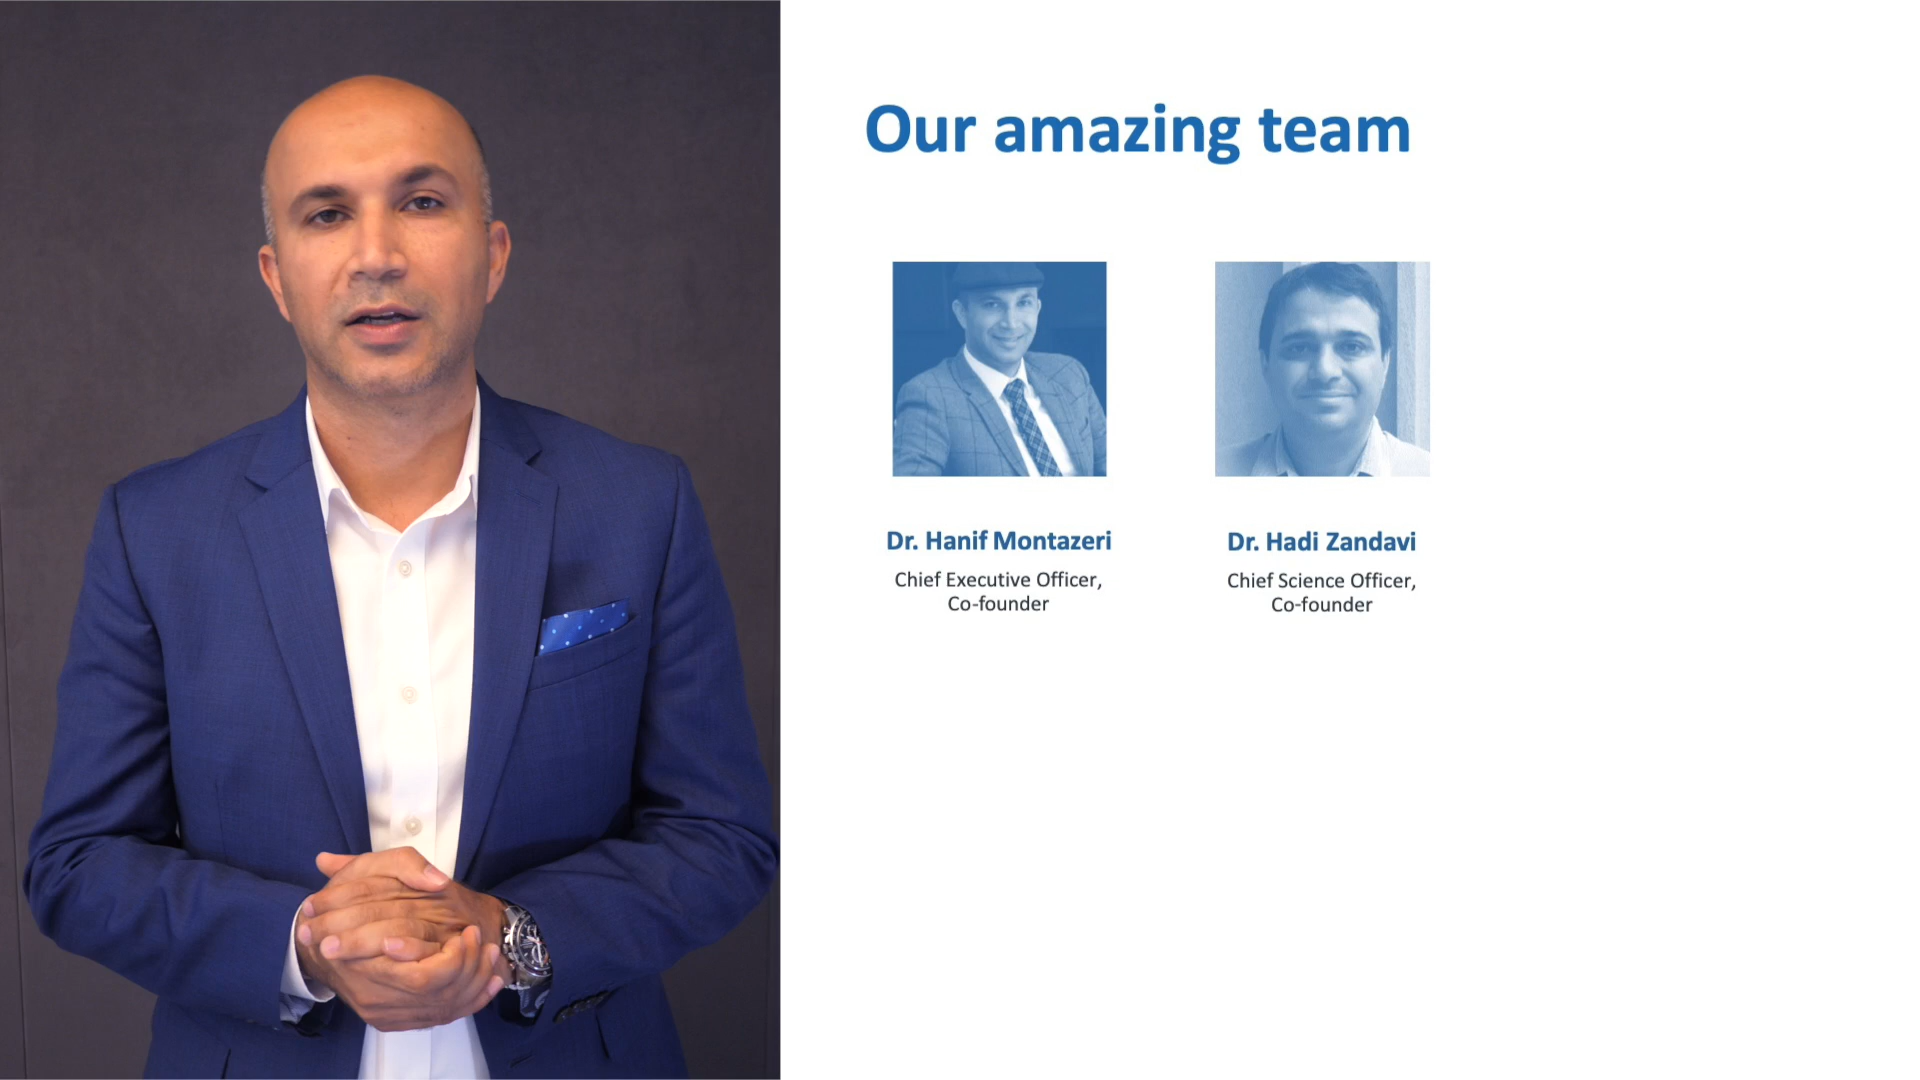 Our amazing team
Dr. Hanif Montazeri
Chief Executive Officer,
Co-founder
Dr. Hadi Zandavi
Chief Science Officer,
Co-founder